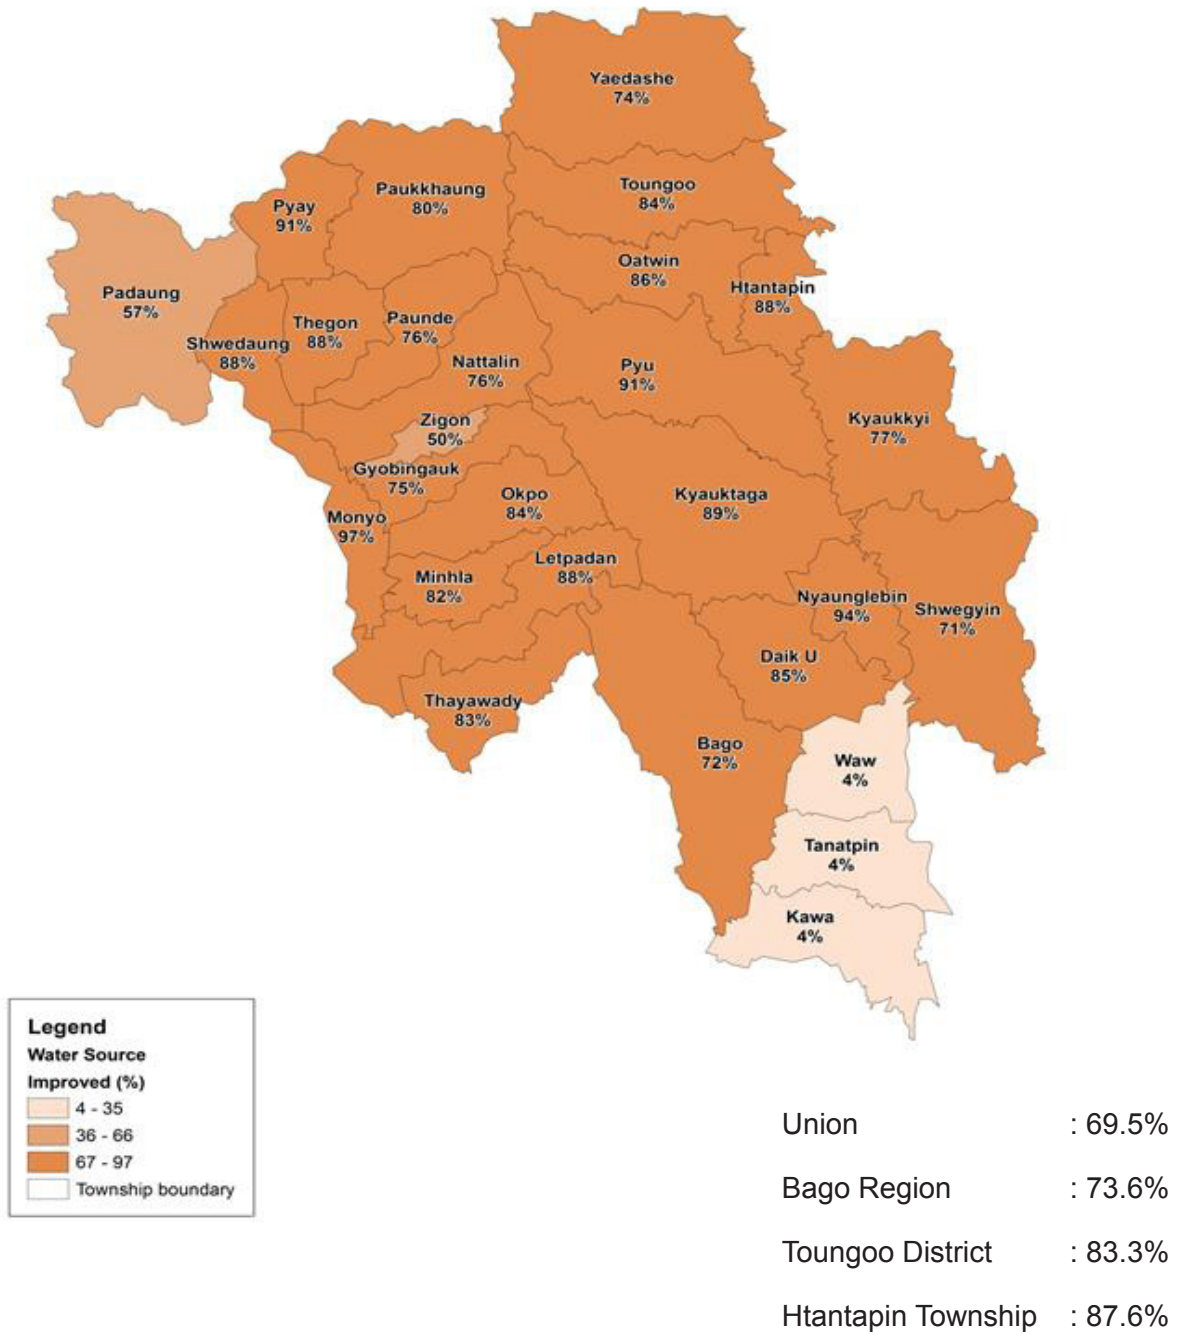 Yaedashe
74%
Toungoo
84%
Paukkhaung
80%
Pyay
91%
Oatwin
86%
Htantapin
88%
Padaung
57%
Thegon
88%
Paunde
76%
Shwedaung
88%
Nattalin
76%
Pyu
91%
Kyaukkyi
77%
Zigon
50%
Gyobingauk
75%
Okpo
84%
Kyauktaga
89%
Monyo
97%
Letpadan
88%
Minhla
82%
Nyaunglebin
94%
Shwegyin
71%
Daik U
85%
Thayawady
83%
Bago
72%
Waw
4%
Tanatpin
4%
Kawa
4%
Legend
Water Source
Improved (%)
4 - 35
36 - 66
67 - 97
Township boundary
Union : 69.5%
Bago Region : 73.6%
Toungoo District : 83.3%
Htantapin Township : 87.6%